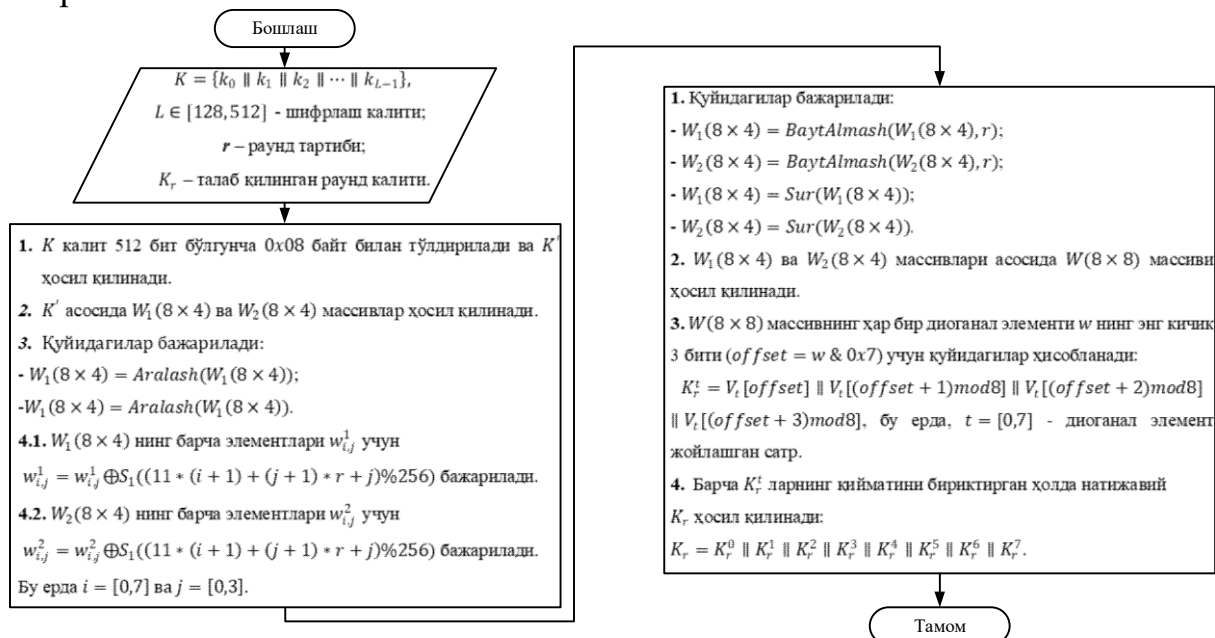 Бошлаш
K = {k₀ ∥ k₁ ∥ k₂ ∥ ⋯ ∥ k_{L−1}},
L ∈ [128, 512] - шифрлаш калити;
r – раунд тартиби;
K_r – талаб қилинган раунд калити.
1. K калит 512 бит бўлгунча 0x08 байт билан тўлдирилади ва K′
ҳосил қилинади.
2. K′ асосида W₁(8 × 4) ва W₂(8 × 4) массивлар ҳосил қилинади.
3. Қуйидагилар бажарилади:
- W₁(8 × 4) = Aralash(W₁(8 × 4));
-W₁(8 × 4) = Aralash(W₁(8 × 4)).
4.1. W₁(8 × 4) нинг барча элементлари w¹_{i,j} учун
w¹_{i,j} = w¹_{i,j} ⊕S₁((11 ∗ (i + 1) + (j + 1) ∗ r + j)%256) бажарилади.
4.2. W₂(8 × 4) нинг барча элементлари w²_{i,j} учун
w²_{i,j} = w²_{i,j} ⊕S₁((11 ∗ (i + 1) + (j + 1) ∗ r + j)%256) бажарилади.
Бу ерда i = [0,7] ва j = [0,3].
1. Қуйидагилар бажарилади:
- W₁(8 × 4) = BaytAlmash(W₁(8 × 4), r);
- W₂(8 × 4) = BaytAlmash(W₂(8 × 4), r);
- W₁(8 × 4) = Sur(W₁(8 × 4));
- W₂(8 × 4) = Sur(W₂(8 × 4)).
2. W₁(8 × 4) ва W₂(8 × 4) массивлари асосида W(8 × 8) массиви
ҳосил қилинади.
3. W(8 × 8) массивнинг ҳар бир диоганал элементи w нинг энг кичик
3 бити (offset = w & 0x7) учун қуйидагилар ҳисобланади:
K_r^t = V_t[offset] ∥ V_t[(offset + 1)mod8] ∥ V_t[(offset + 2)mod8]
∥ V_t[(offset + 3)mod8], бу ерда, t = [0,7] - диоганал элемент
жойлашган сатр.
4. Барча K_r^t ларнинг қийматини бириктирган ҳолда натижавий
K_r ҳосил қилинади:
K_r = K_r^0 ∥ K_r^1 ∥ K_r^2 ∥ K_r^3 ∥ K_r^4 ∥ K_r^5 ∥ K_r^6 ∥ K_r^7.
Тамом